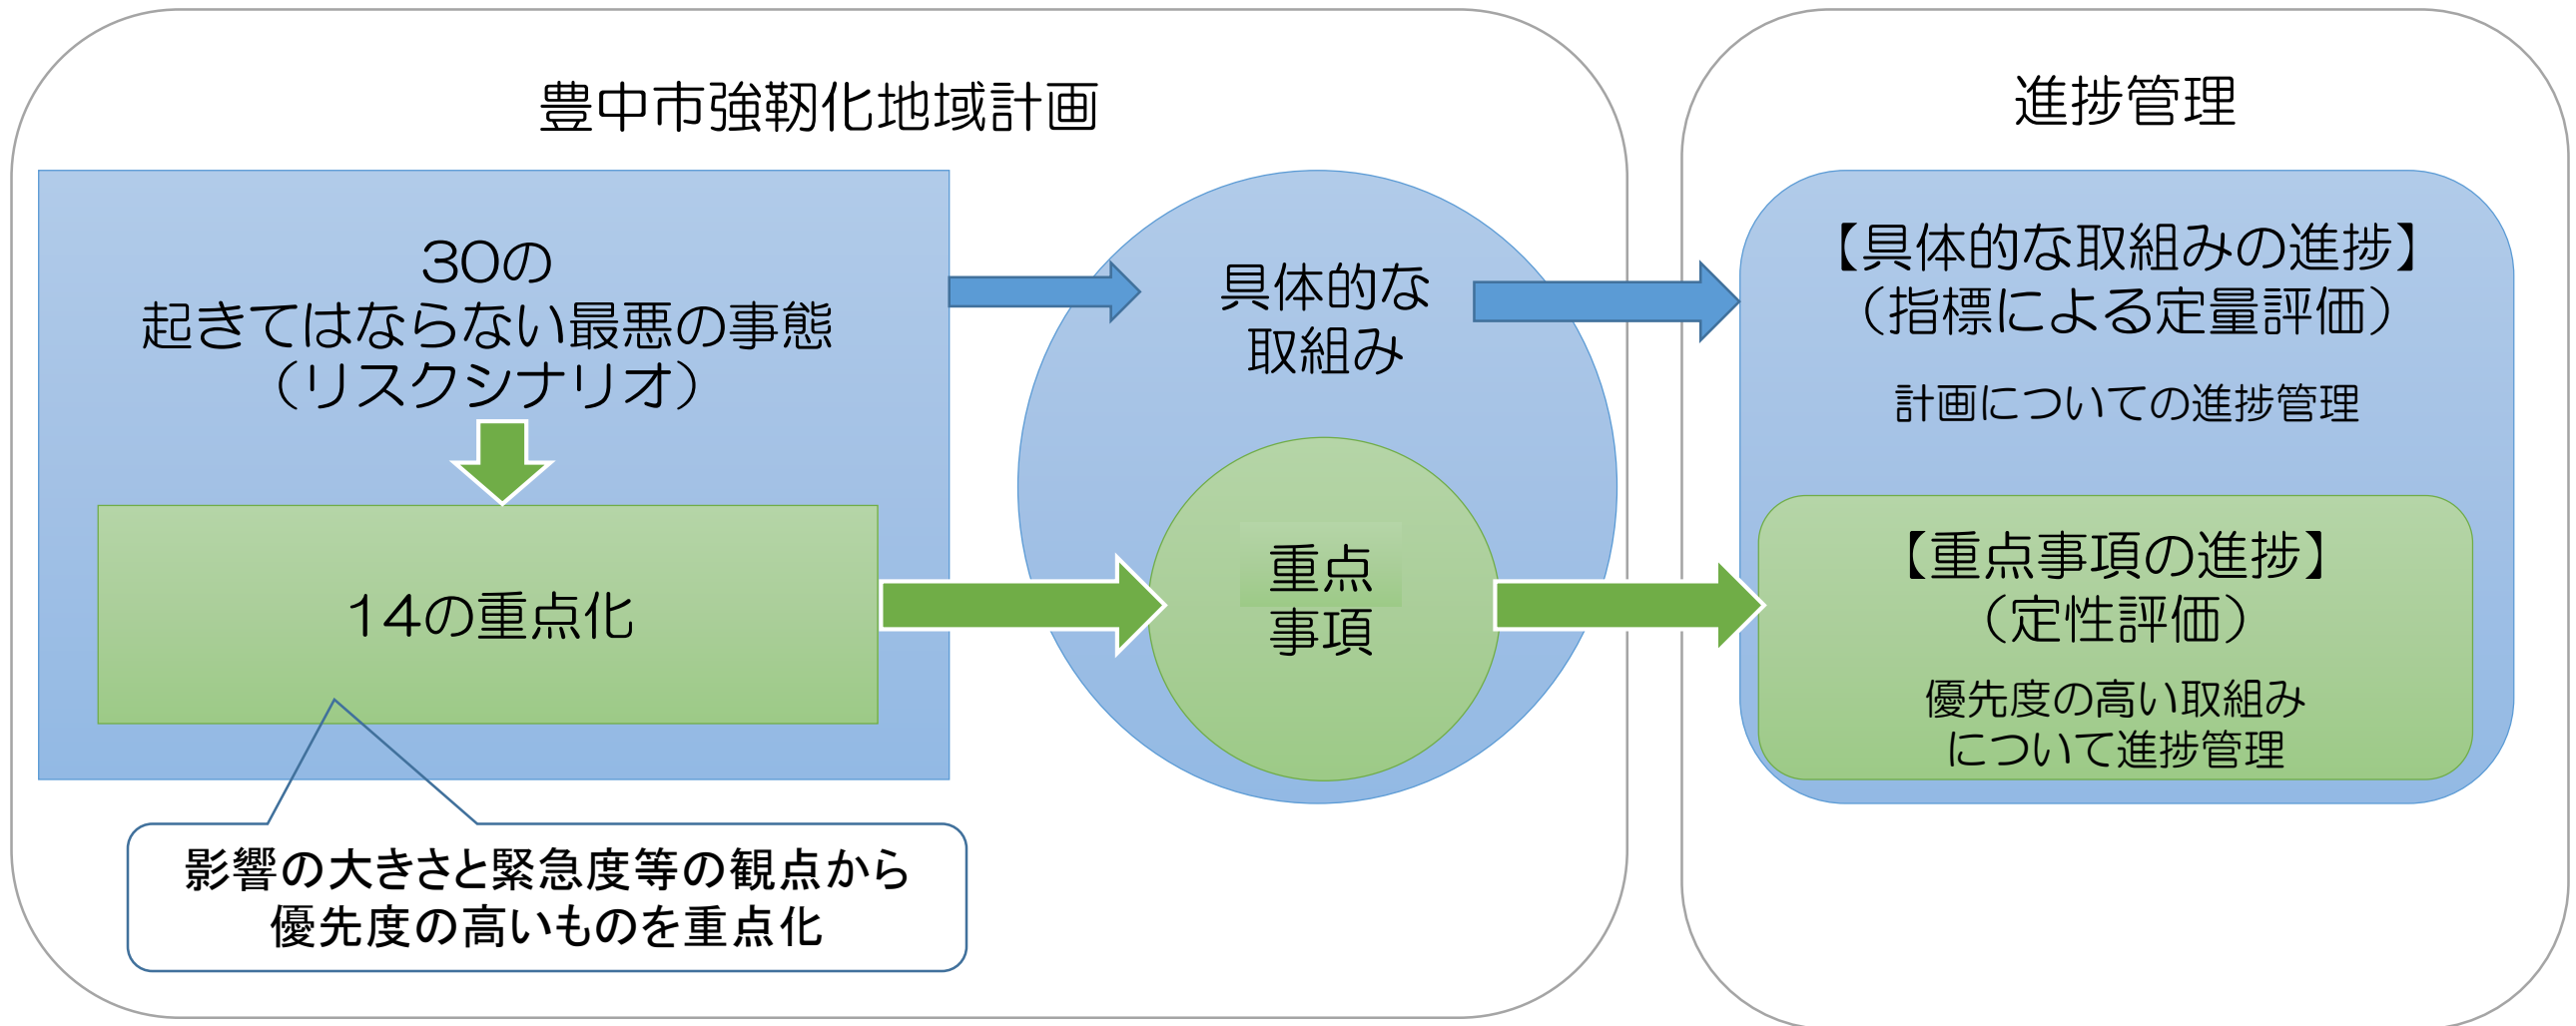 豊中市強靭化地域計画
30の
起きてはならない最悪の事態
（リスクシナリオ）
14の重点化
影響の大きさと緊急度等の観点から
優先度の高いものを重点化
具体的な
取組み
重点
事項
進捗管理
【具体的な取組みの進捗】
（指標による定量評価）
計画についての進捗管理
【重点事項の進捗】
（定性評価）
優先度の高い取組み
について進捗管理